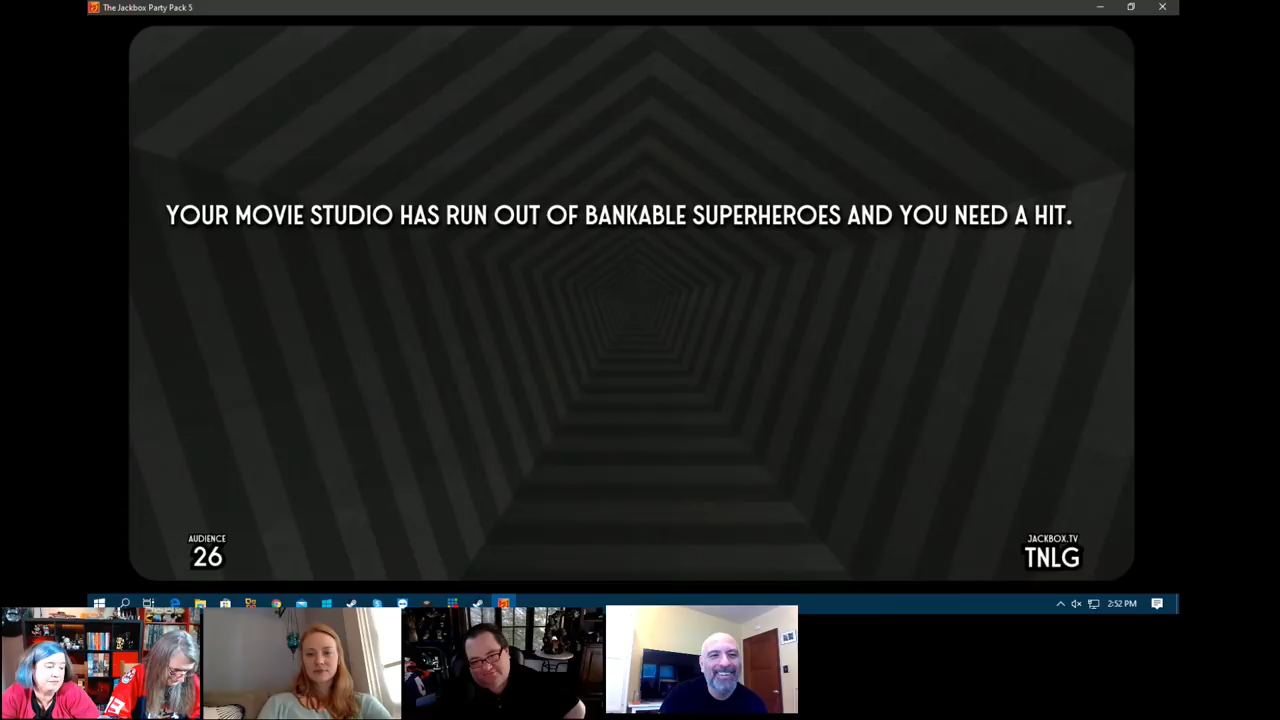 The Jackbox Party Pack 5
YOUR MOVIE STUDIO HAS RUN OUT OF BANKABLE SUPERHEROES AND YOU NEED A HIT.
AUDIENCE
26
JACKBOX.TV
TNLG
2:52 PM